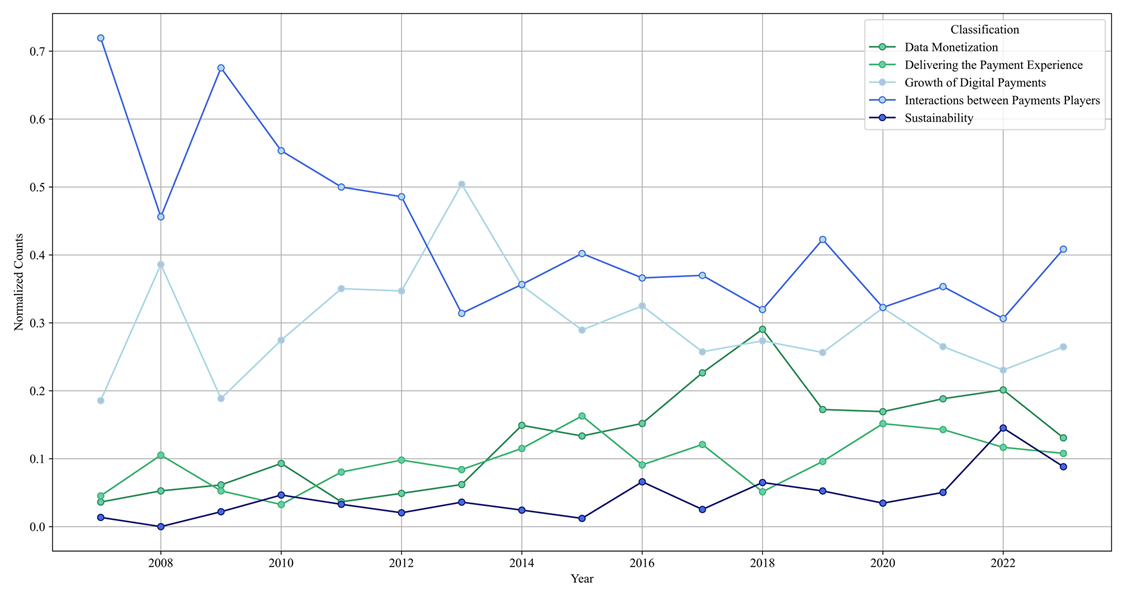 Classification
Data Monetization
Delivering the Payment Experience
Growth of Digital Payments
Interactions between Payments Players
Sustainability
Normalized Counts
0.7
0.6
0.5
0.4
0.3
0.2
0.1
0.0
2008 2010 2012 2014 2016 2018 2020 2022
Year